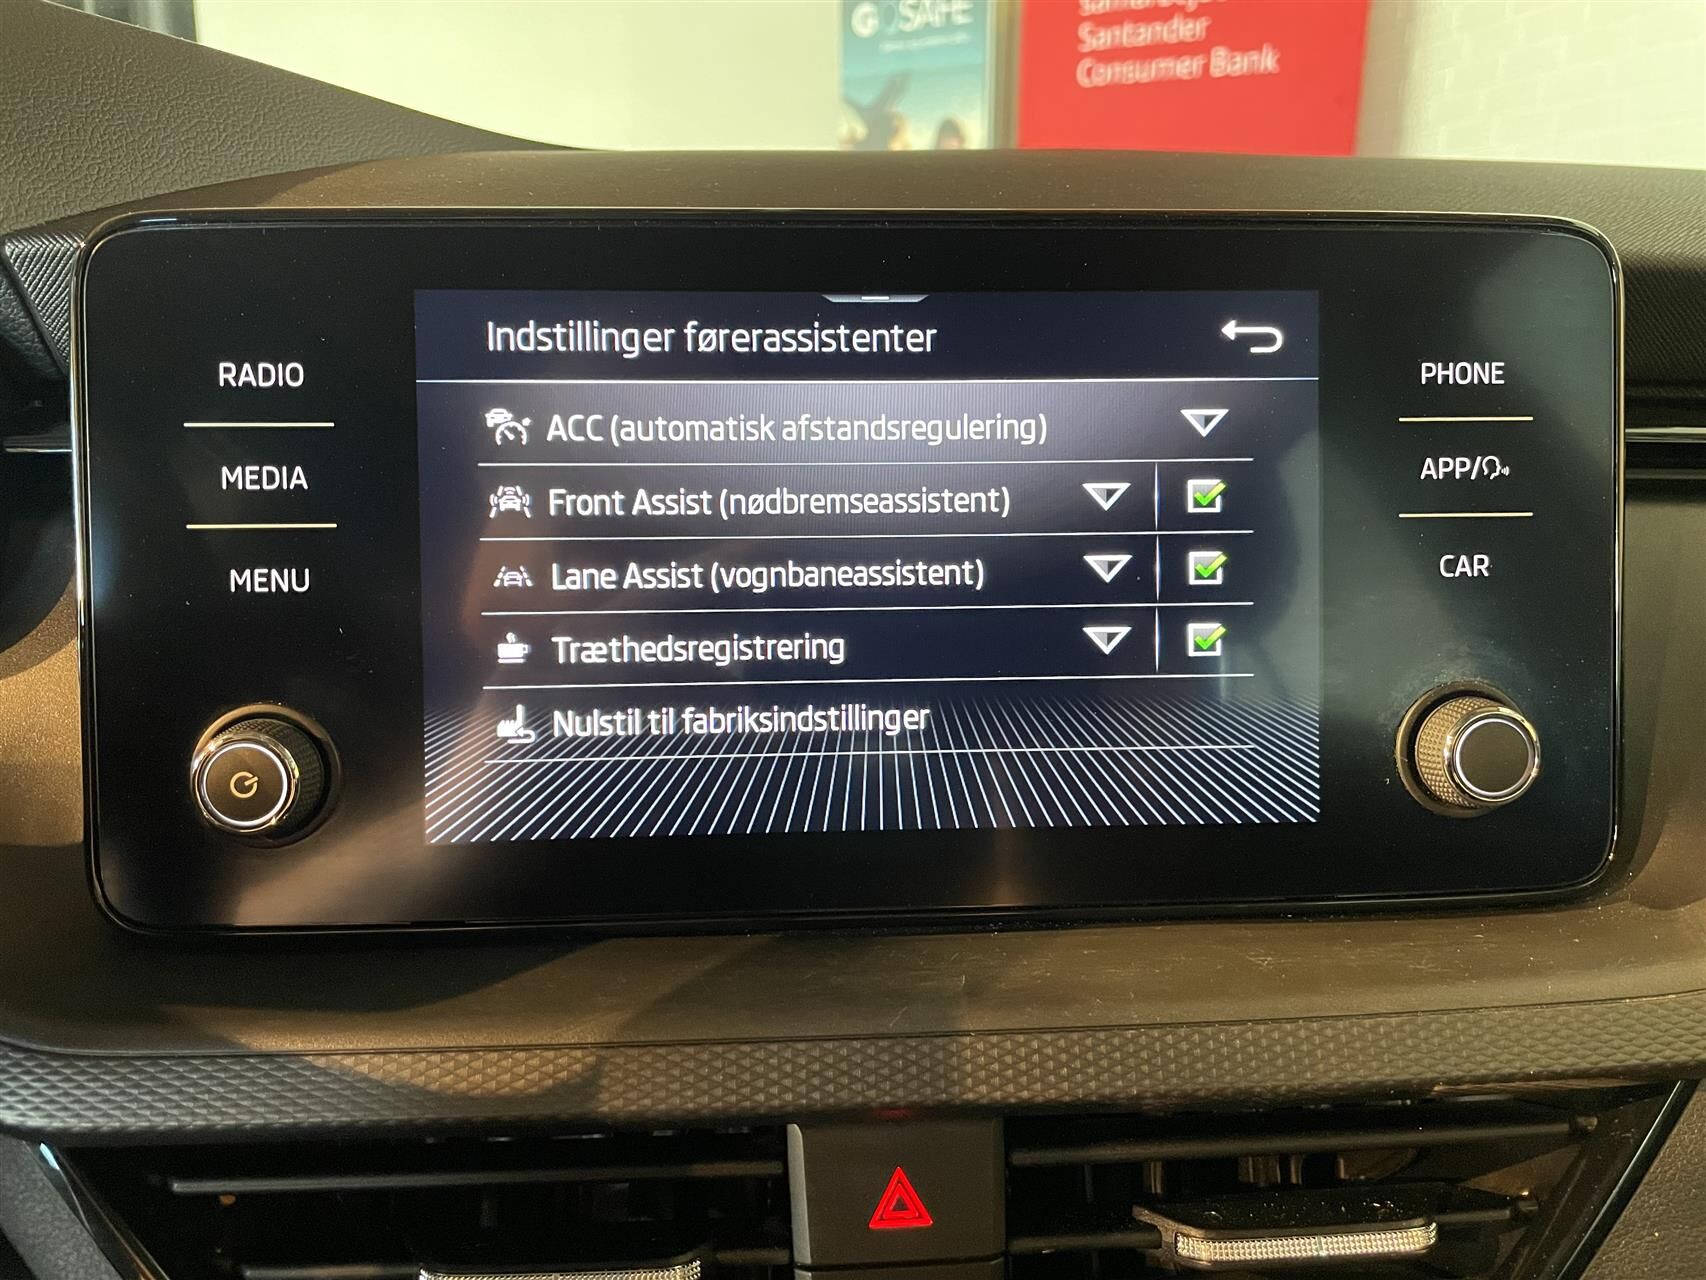 GOSAFE
Santander
Consumer Bank
Indstillinger førerassistenter
RADIO
MEDIA
MENU
ACC (automatisk afstandsregulering)
Front Assist (nødbremseassistent)
Lane Assist (vognbaneassistent)
Træthedsregistrering
Nulstil til fabriksindstillinger
PHONE
APP/
CAR